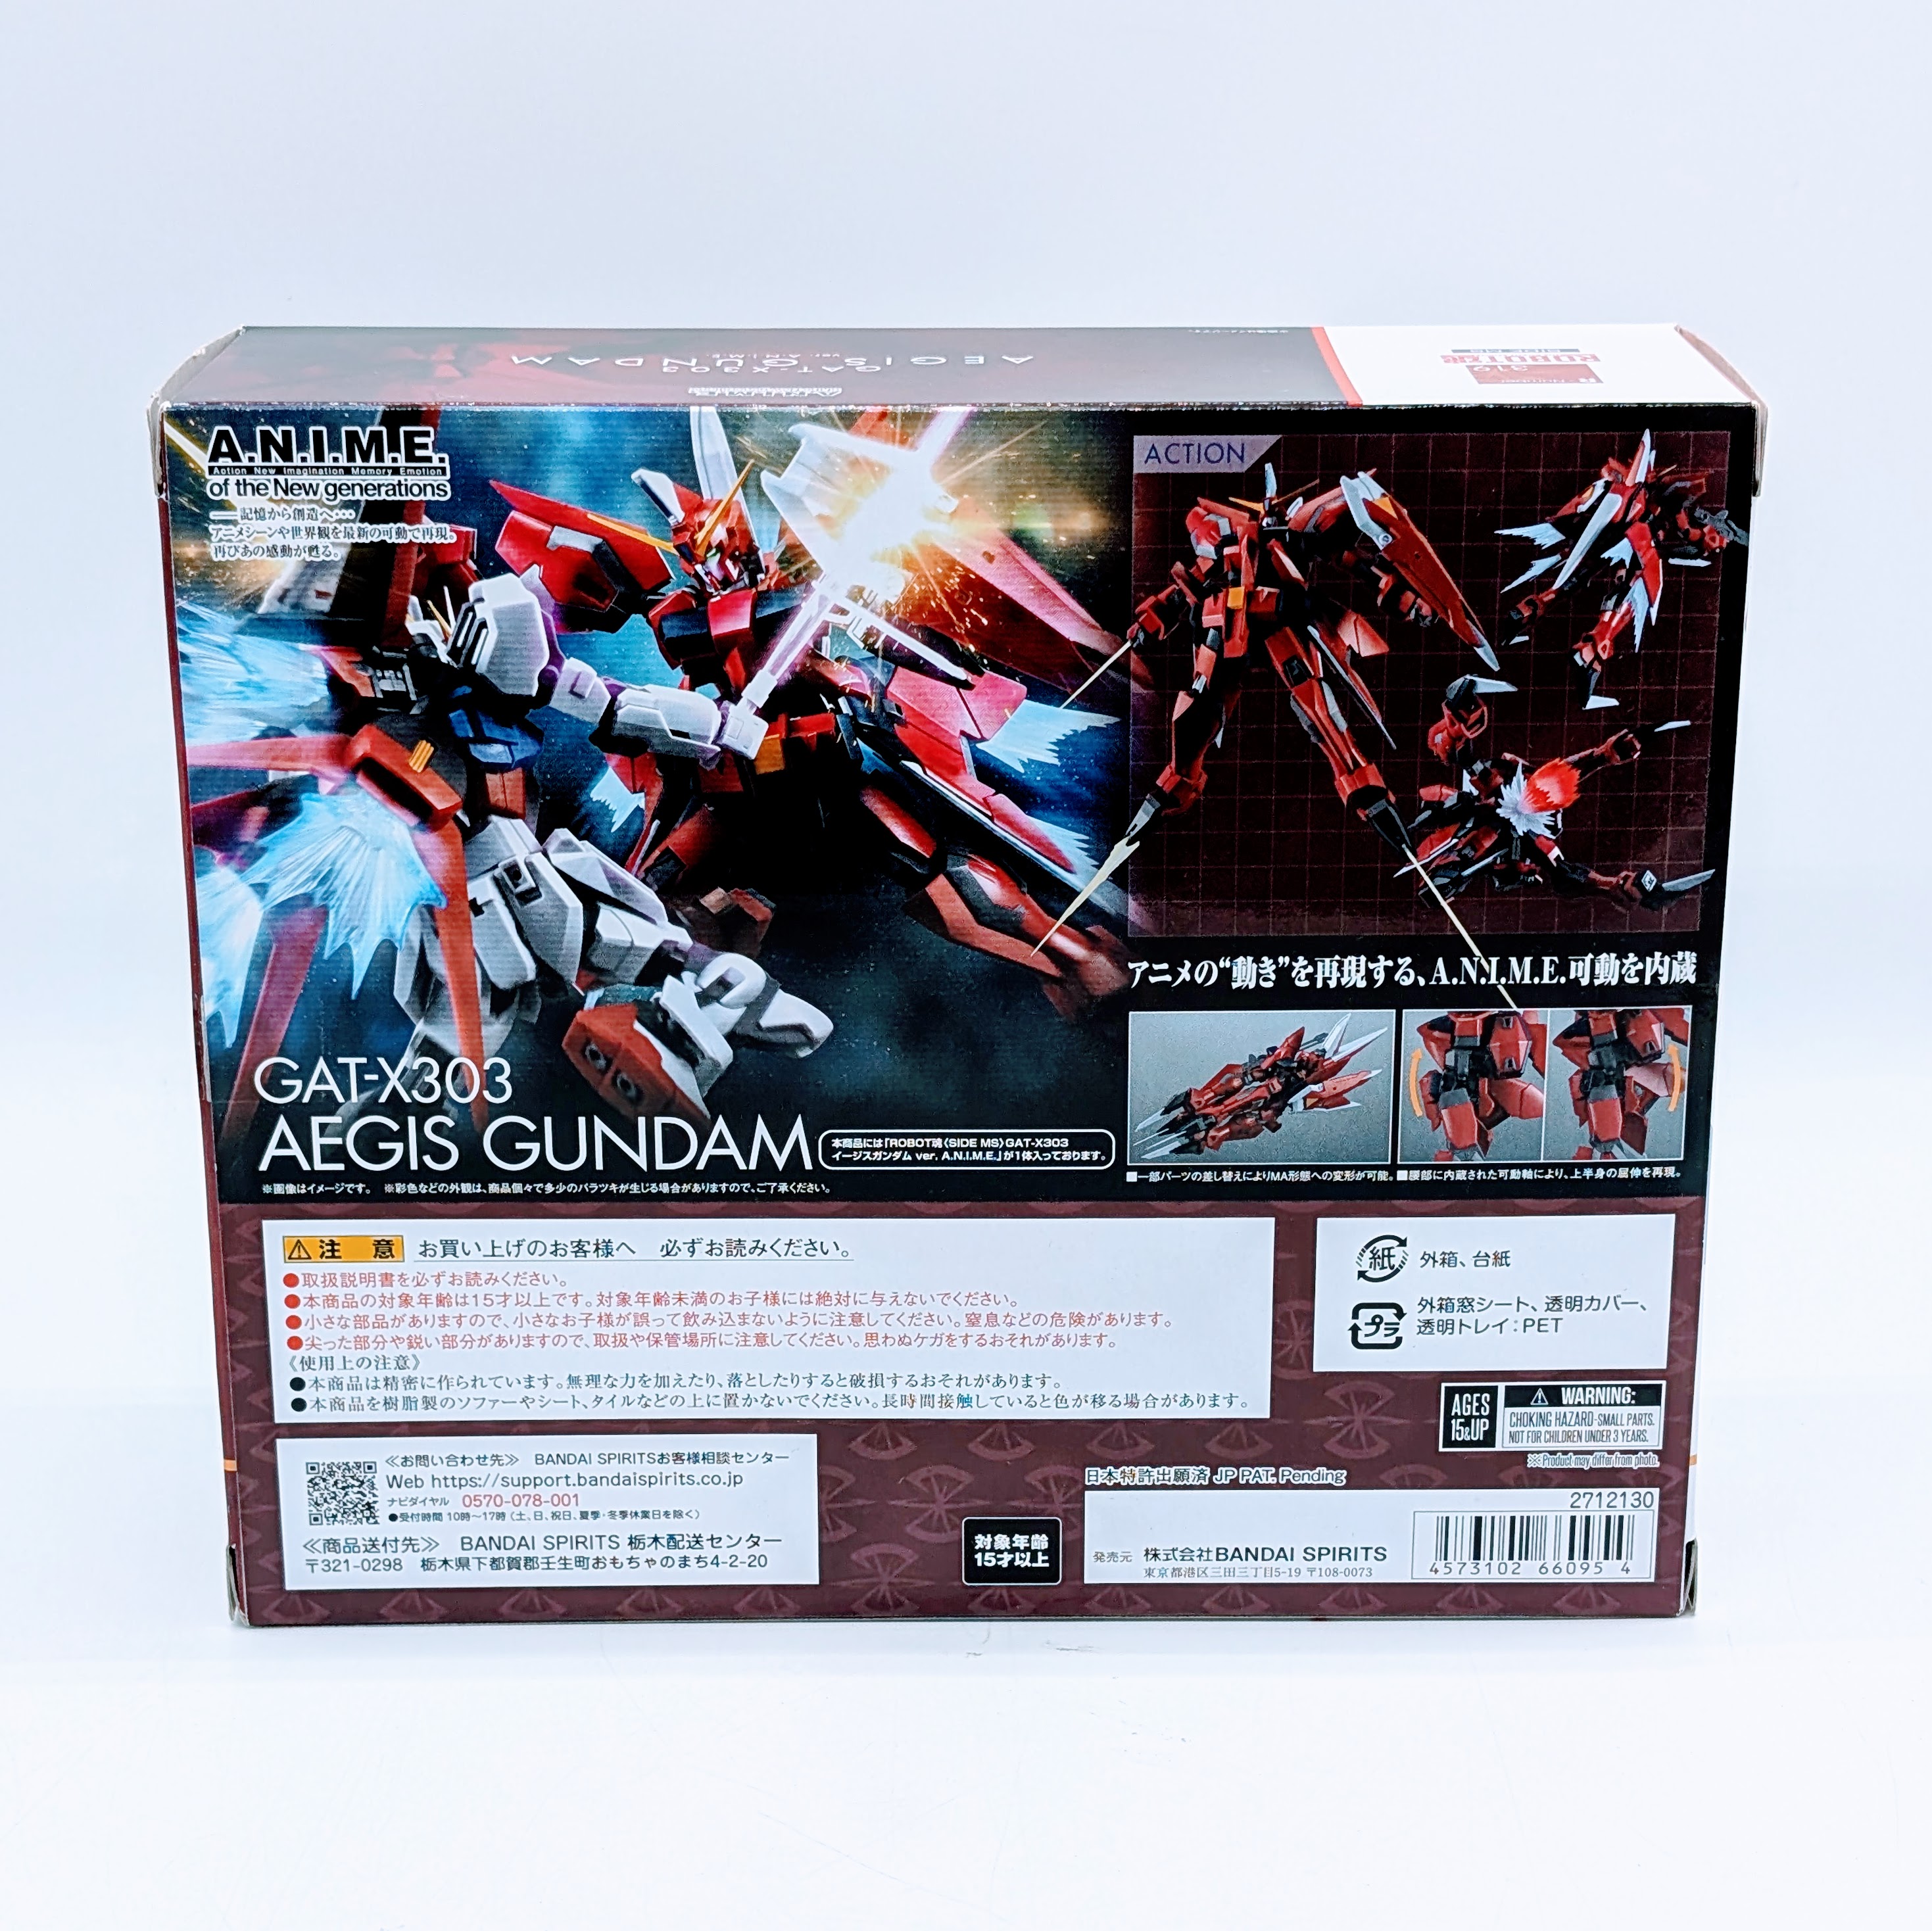 AEGIS GUNDAM
ver. A.N.I.M.E.
GAT-X303
319
A.N.I.M.E.
Action New Imagination Memory Emotion
of the New generations
――記憶から創造へ…
アニメシーンや世界観を最新の可動で再現。
再びあの感動が甦る。
ACTION
アニメの“動き”を再現する、A.N.I.M.E.可動を内蔵
GAT-X303
AEGIS GUNDAM
本商品には「ROBOT魂〈SIDE MS〉GAT-X303
イージスガンダム ver. A.N.I.M.E.」が1体入っております。
※画像はイメージです。 ※彩色などの外観は、商品個々で多少のバラツキが生じる場合がありますので、ご了承ください。
■一部パーツの差し替えによりMA形態への変形が可能。
■腰部に内蔵された可動軸により、上半身の屈伸を再現。
⚠注 意 お買い上げのお客様へ 必ずお読みください。
●取扱説明書を必ずお読みください。
●本商品の対象年齢は15才以上です。対象年齢未満のお子様には絶対に与えないでください。
●小さな部品がありますので、小さなお子様が誤って飲み込まないように注意してください。窒息などの危険があります。
●尖った部分や鋭い部分がありますので、取扱や保管場所に注意してください。思わぬケガをするおそれがあります。
《使用上の注意》
●本商品は精密に作られています。無理な力を加えたり、落としたりすると破損するおそれがあります。
●本商品を樹脂製のソファーやシート、タイルなどの上に置かないでください。長時間接触していると色が移る場合があります。
紙 外箱、台紙
プラ 外箱窓シート、透明カバー、
透明トレイ：PET
AGES
15&UP
⚠ WARNING:
CHOKING HAZARD-SMALL PARTS.
NOT FOR CHILDREN UNDER 3 YEARS.
※Product may differ from photo.
≪お問い合わせ先≫ BANDAI SPIRITSお客様相談センター
Web https://support.bandaispirits.co.jp
ナビダイヤル 0570-078-001
●受付時間 10時〜17時（土、日、祝日、夏季・冬季休業日を除く）
≪商品送付先≫ BANDAI SPIRITS 栃木配送センター
〒321-0298 栃木県下都賀郡壬生町おもちゃのまち4-2-20
対象年齢
15才以上
日本特許出願済 JP PAT. Pending
発売元 株式会社BANDAI SPIRITS
東京都港区三田三丁目5-19 〒108-0073
2712130
4573102 66095 4